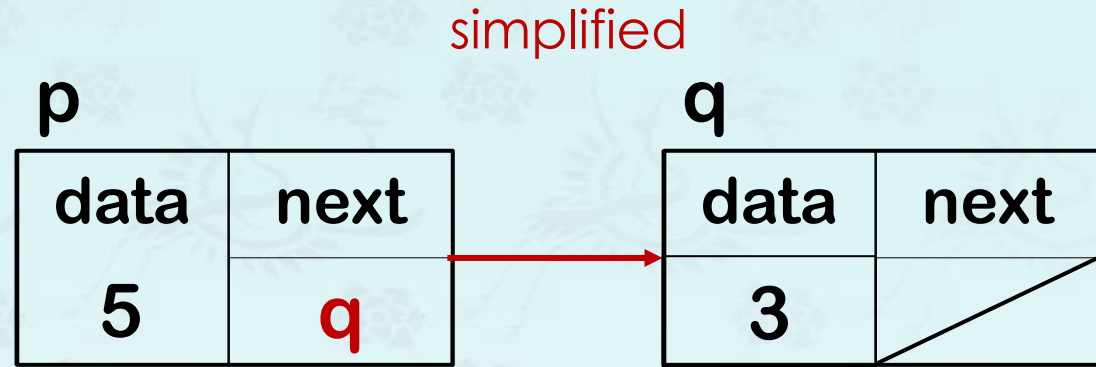 simplified
p q
data next data next
5 q 3